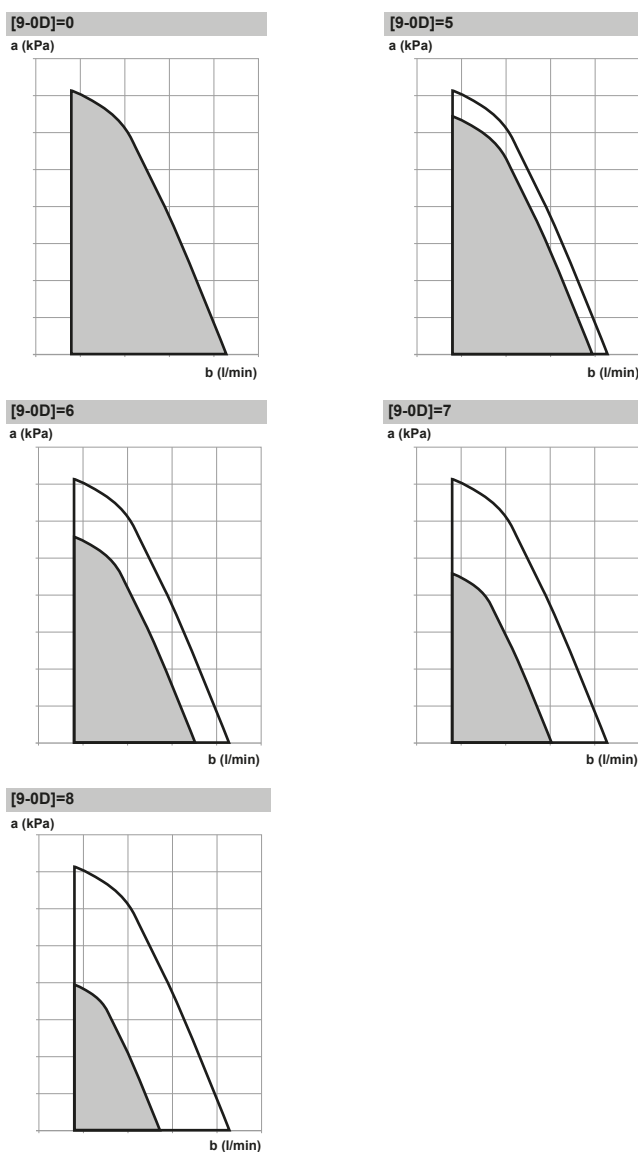 [9-0D]=0
a (kPa)
b (l/min)
[9-0D]=5
a (kPa)
b (l/min)
[9-0D]=6
a (kPa)
b (l/min)
[9-0D]=7
a (kPa)
b (l/min)
[9-0D]=8
a (kPa)
b (l/min)